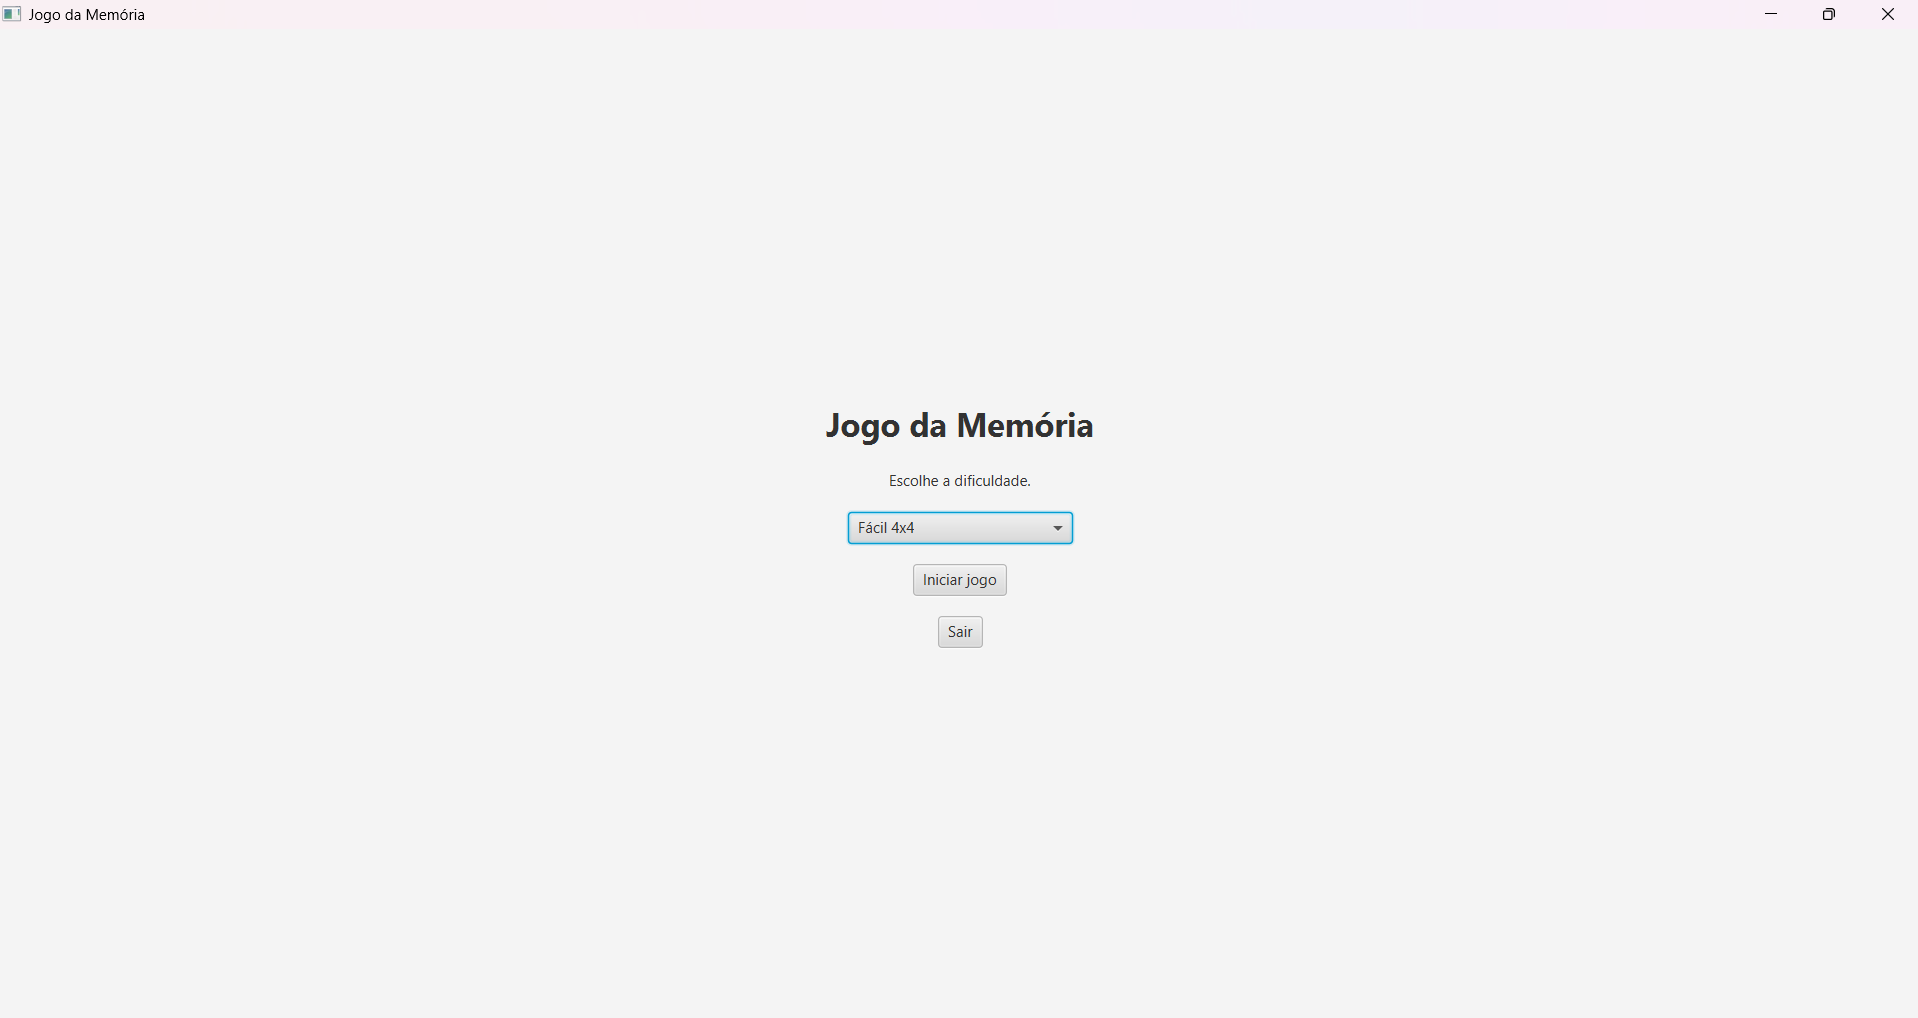 Jogo da Memória
Jogo da Memória
Escolhe a dificuldade.
Fácil 4x4
Iniciar jogo
Sair